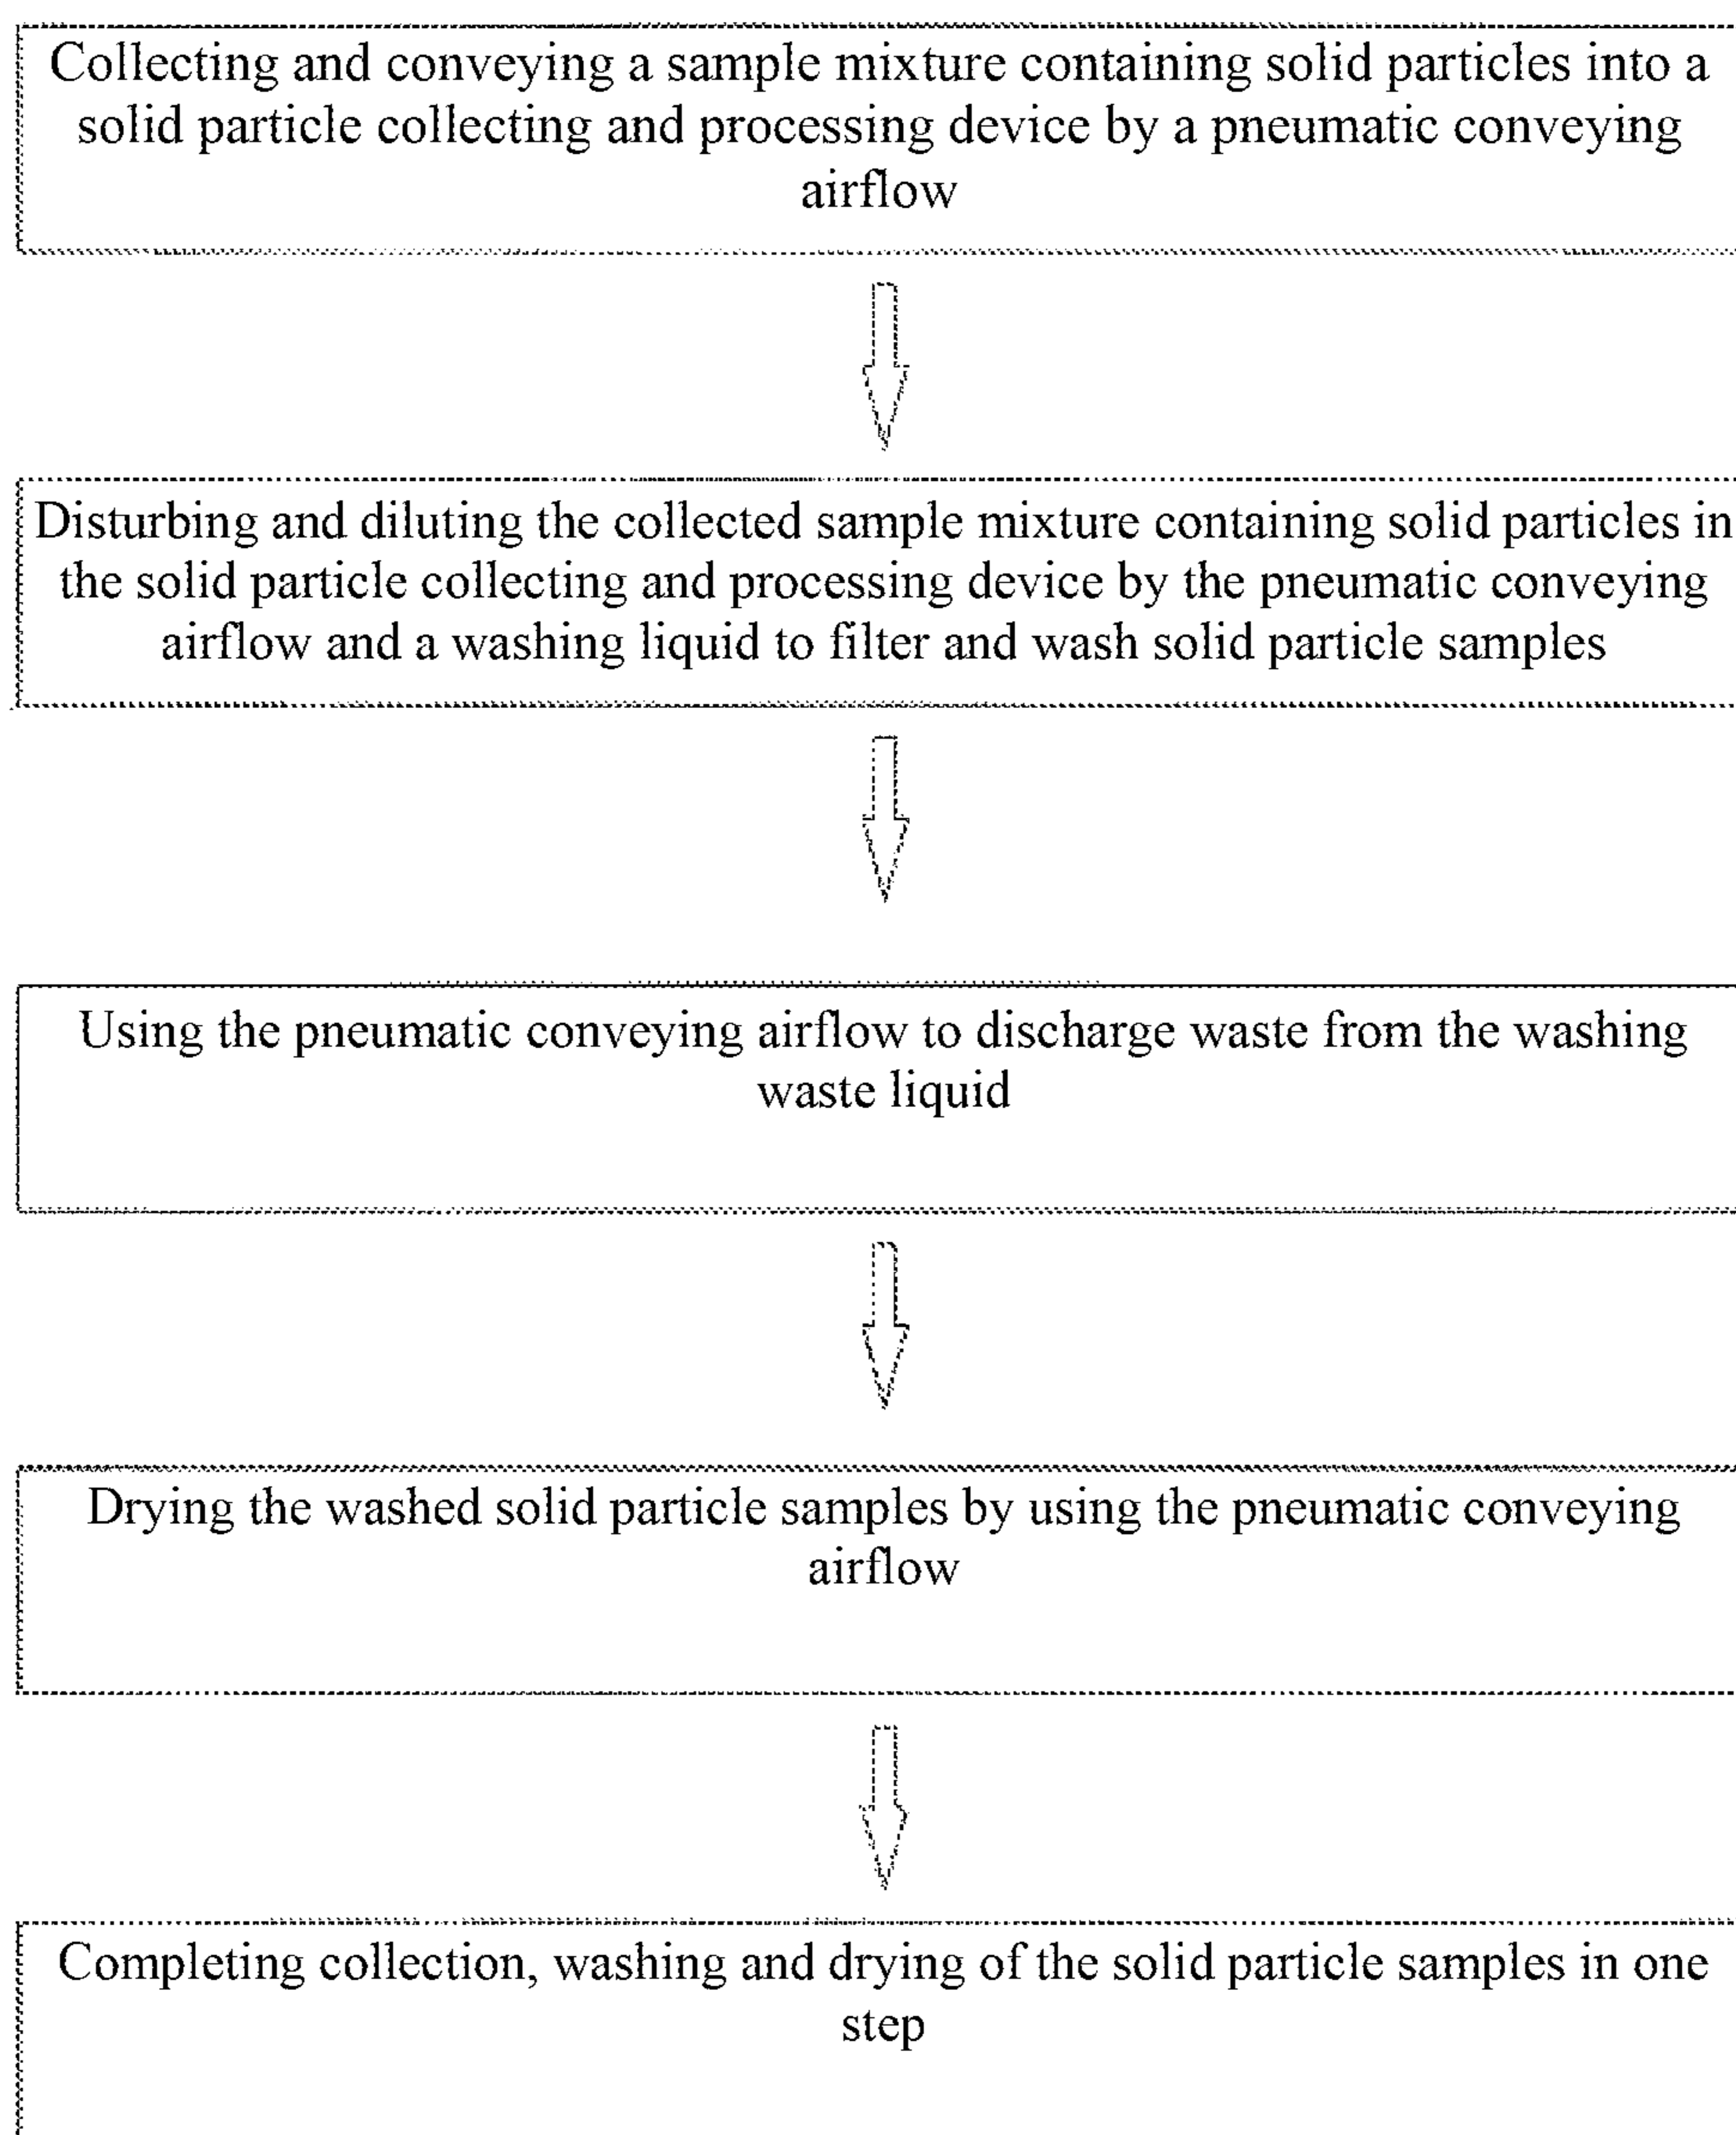 Collecting and conveying a sample mixture containing solid particles into a
solid particle collecting and processing device by a pneumatic conveying
airflow
Disturbing and diluting the collected sample mixture containing solid particles in
the solid particle collecting and processing device by the pneumatic conveying
airflow and a washing liquid to filter and wash solid particle samples
Using the pneumatic conveying airflow to discharge waste from the washing
waste liquid
Drying the washed solid particle samples by using the pneumatic conveying
airflow
Completing collection, washing and drying of the solid particle samples in one
step